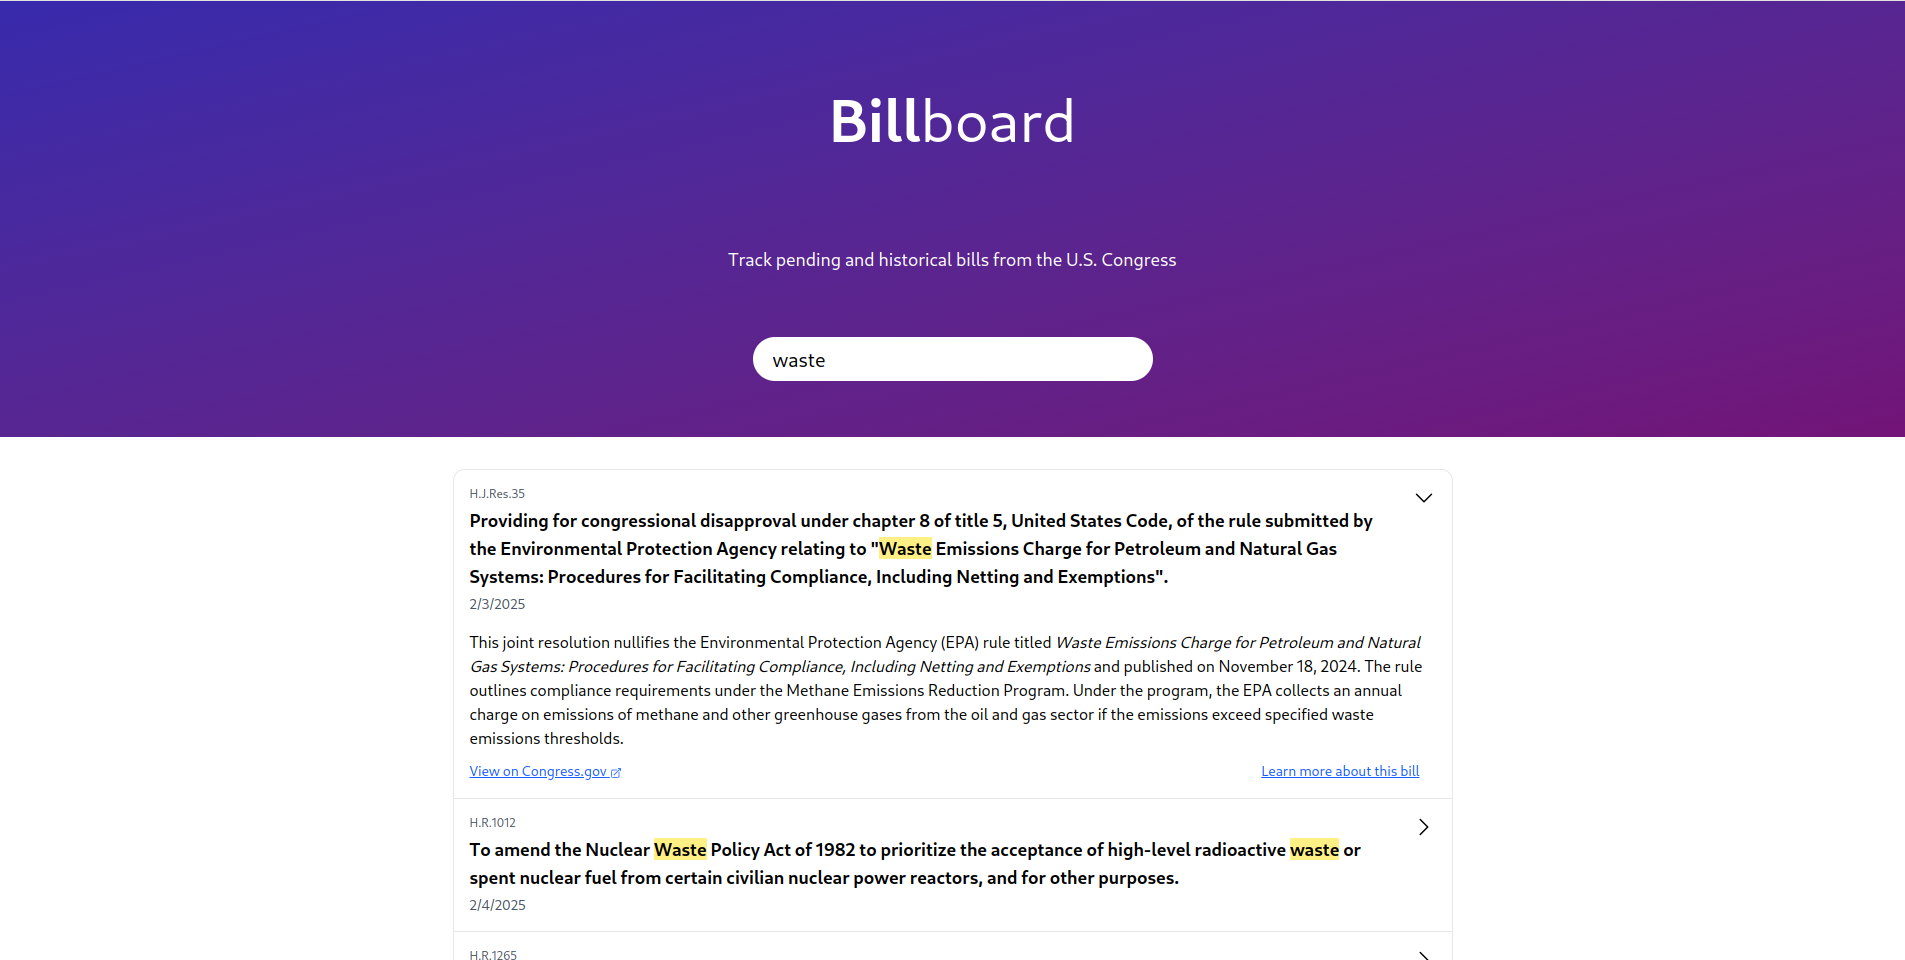 Billboard
Track pending and historical bills from the U.S. Congress
waste
H.J.Res.35
Providing for congressional disapproval under chapter 8 of title 5, United States Code, of the rule submitted by
the Environmental Protection Agency relating to "Waste Emissions Charge for Petroleum and Natural Gas
Systems: Procedures for Facilitating Compliance, Including Netting and Exemptions".
2/3/2025
This joint resolution nullifies the Environmental Protection Agency (EPA) rule titled Waste Emissions Charge for Petroleum and Natural
Gas Systems: Procedures for Facilitating Compliance, Including Netting and Exemptions and published on November 18, 2024. The rule
outlines compliance requirements under the Methane Emissions Reduction Program. Under the program, the EPA collects an annual
charge on emissions of methane and other greenhouse gases from the oil and gas sector if the emissions exceed specified waste
emissions thresholds.
View on Congress.gov
Learn more about this bill
H.R.1012
To amend the Nuclear Waste Policy Act of 1982 to prioritize the acceptance of high-level radioactive waste or
spent nuclear fuel from certain civilian nuclear power reactors, and for other purposes.
2/4/2025
H.R.1265